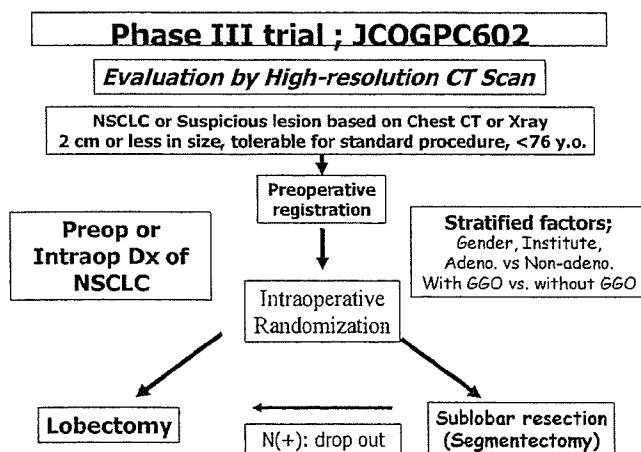 Phase III trial ; JCOGPC602
Evaluation by High-resolution CT Scan
NSCLC or Suspicious lesion based on Chest CT or Xray
2 cm or less in size, tolerable for standard procedure, <76 y.o.
Preoperative
registration
Preop or
Intraop Dx of
NSCLC
Stratified factors;
Gender, Institute,
Adeno. vs Non-adeno.
With GGO vs. without GGO
Intraoperative
Randomization
Lobectomy
N(+): drop out
Sublobar resection
(Segmentectomy)